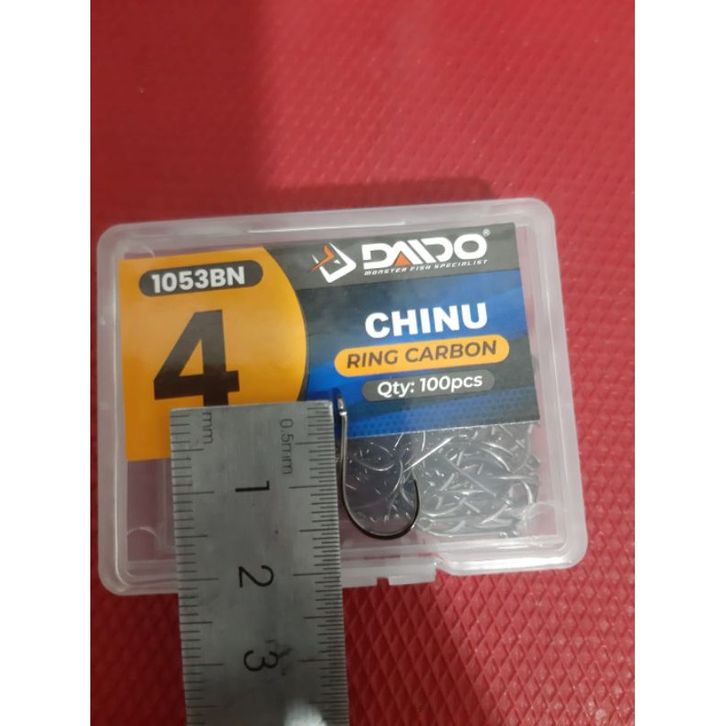 DAIDO®
MONSTER FISH SPECIALIST
1053BN
4
CHINU
RING CARBON
Qty: 100pcs
mm
0.5mm
1
2
3